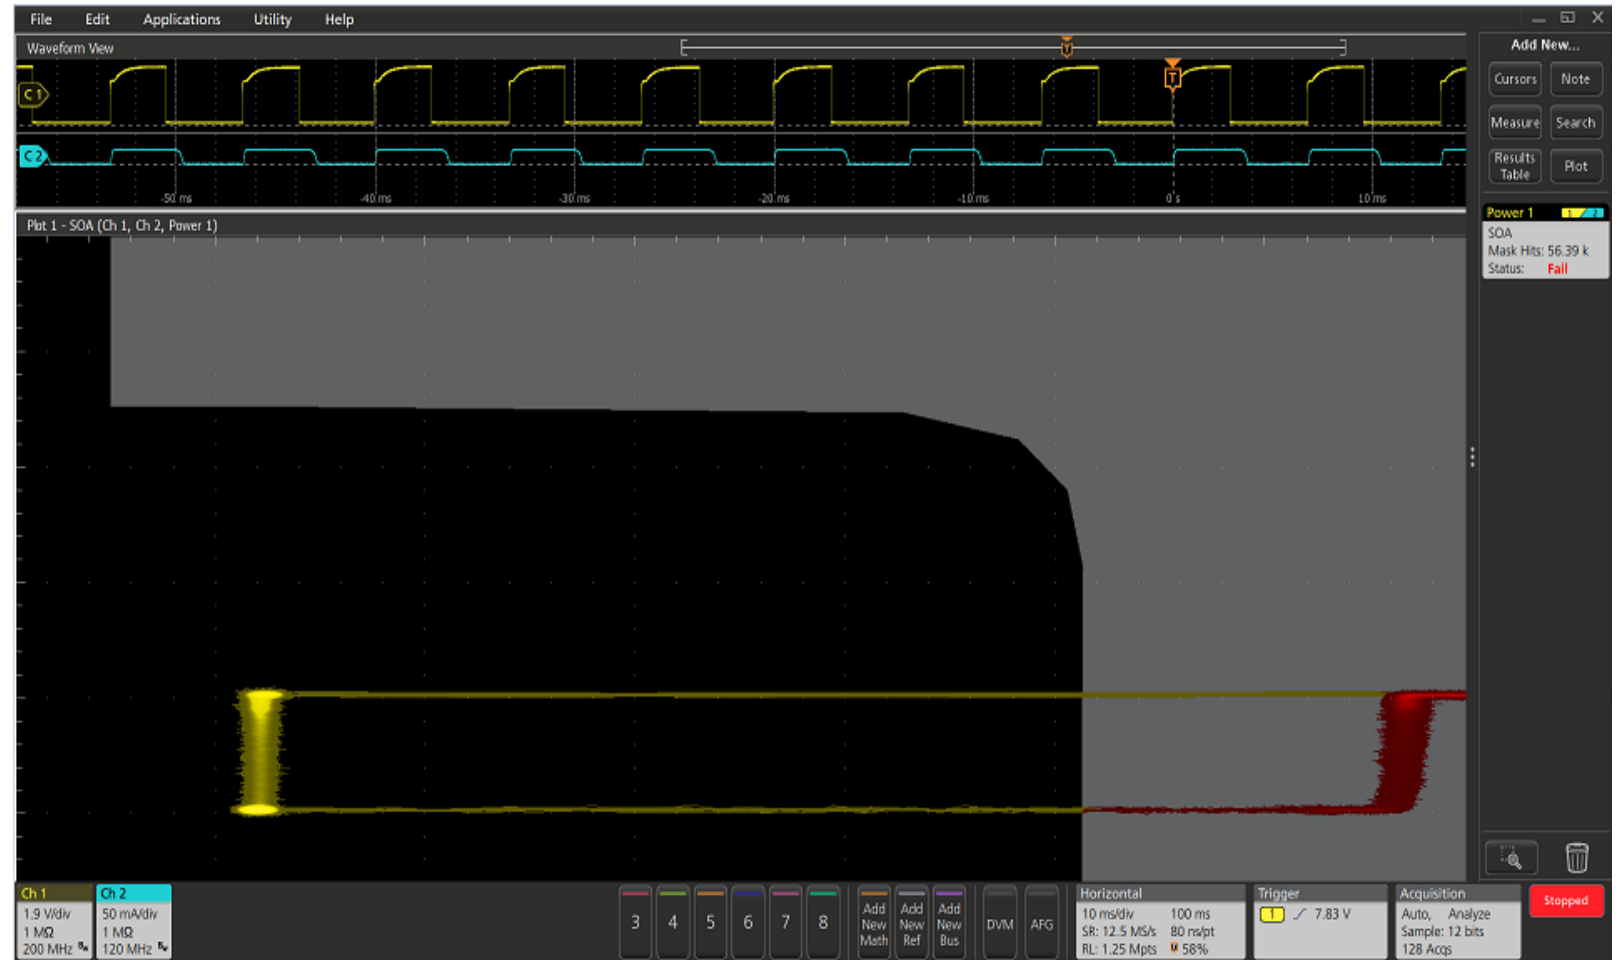 File Edit Applications Utility Help
Waveform View
Add New...
T
T
Cursors Note
C 1
Measure Search
C 2
Results Table Plot
-50 ms -40 ms -30 ms -20 ms -10 ms 0 s 10 ms
Plot 1 - SOA (Ch 1, Ch 2, Power 1)
Power 1 1 2
SOA
Mask Hits: 56.39 k
Status: Fail
Ch 1
1.9 V/div
1 MΩ
200 MHz
Ch 2
50 mA/div
1 MΩ
120 MHz
3 4 5 6 7 8
Add New Math
Add New Ref
Add New Bus
DVM AFG
Horizontal
10 ms/div 100 ms
SR: 12.5 MS/s 80 ns/pt
RL: 1.25 Mpts 58%
Trigger
1 7.83 V
Acquisition
Auto, Analyze
Sample: 12 bits
128 Acqs
Stopped